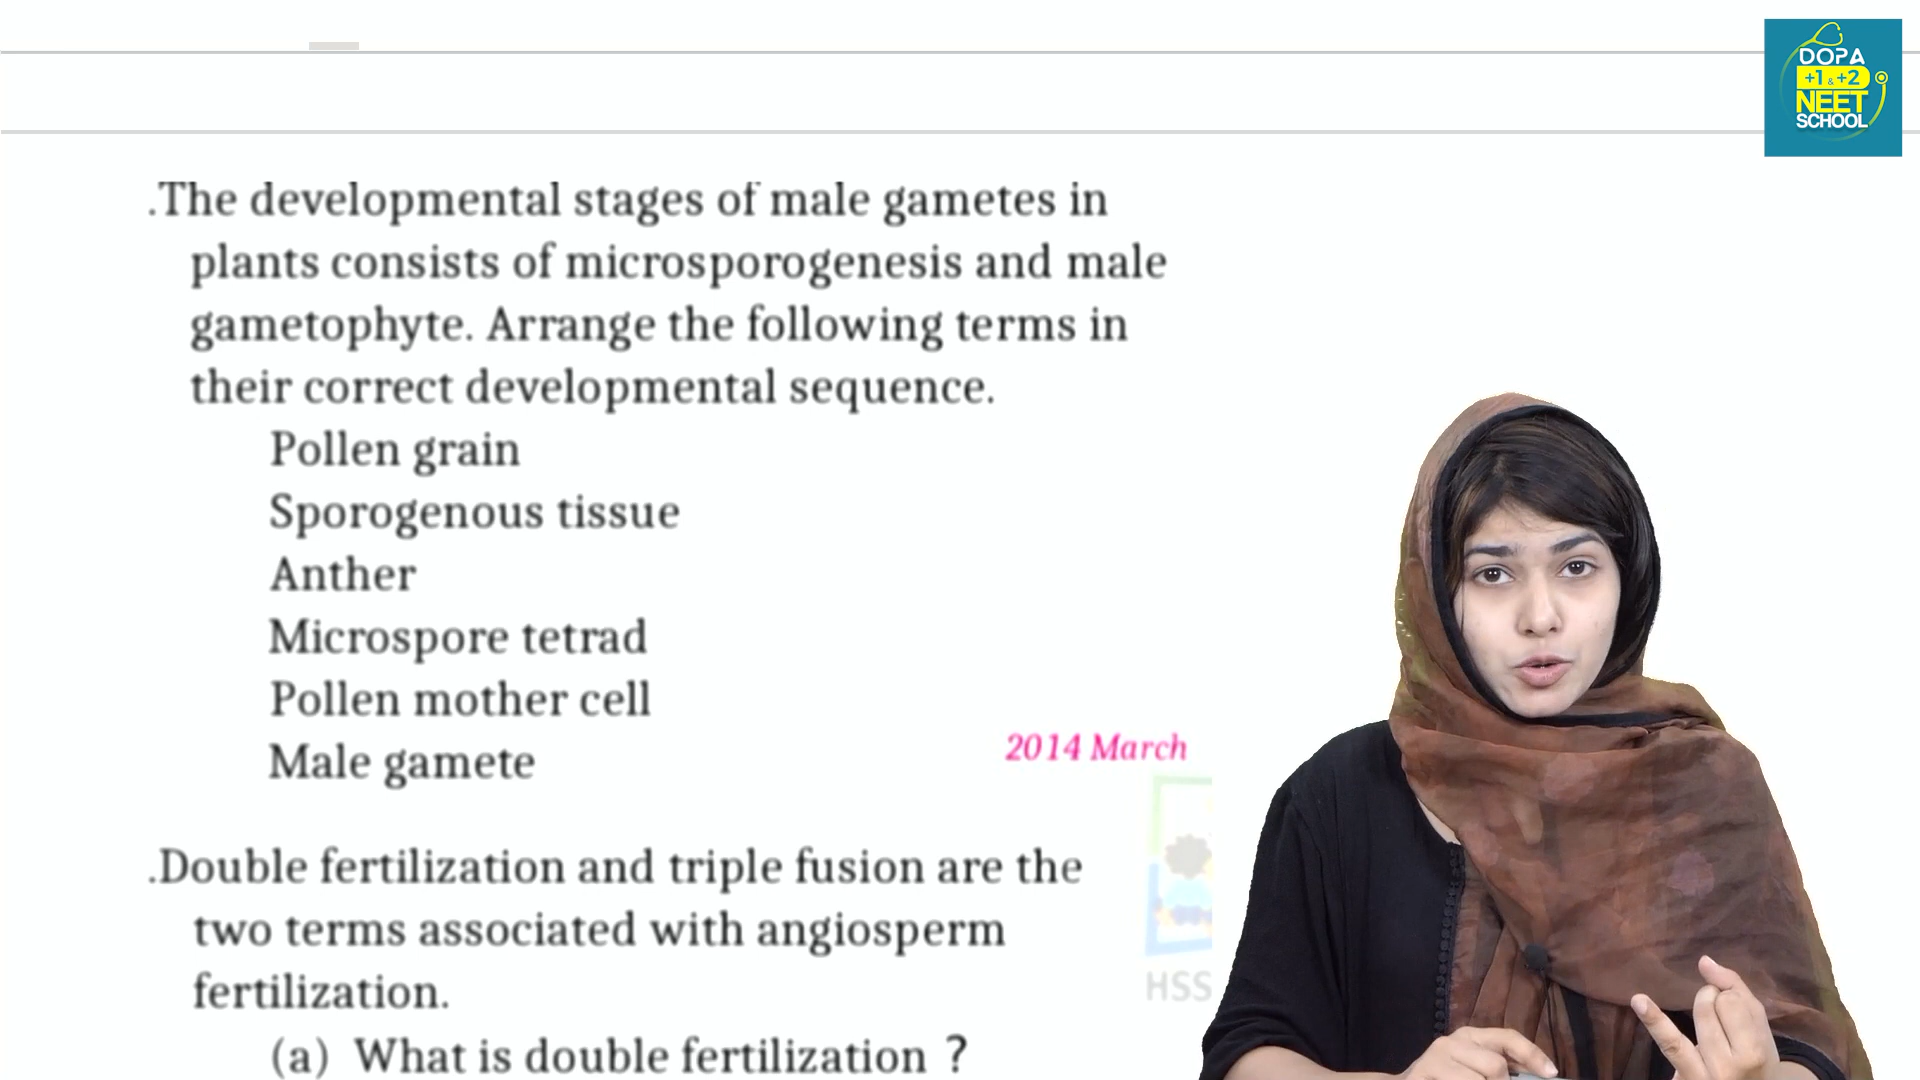 DOPA
+1 & +2
NEET
SCHOOL
.The developmental stages of male gametes in
plants consists of microsporogenesis and male
gametophyte. Arrange the following terms in
their correct developmental sequence.
Pollen grain
Sporogenous tissue
Anther
Microspore tetrad
Pollen mother cell
Male gamete
2014 March
.Double fertilization and triple fusion are the
two terms associated with angiosperm
fertilization.
HSS
(a) What is double fertilization ?